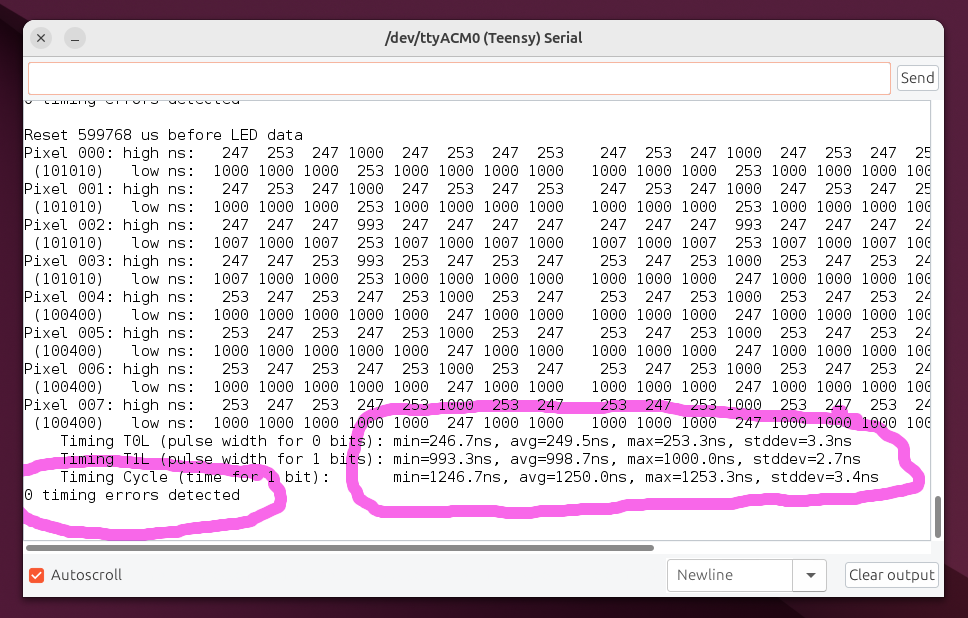 /dev/ttyACM0 (Teensy) Serial
Send
0 timing errors detected
Reset 599768 us before LED data
Pixel 000: high ns:   247  253  247 1000  247  253  247  253    247  253  247 1000  247  253  247  25
 (101010)   low ns:  1000 1000 1000  253 1000 1000 1000 1000   1000 1000 1000  253 1000 1000 1000 100
Pixel 001: high ns:   247  253  247 1000  247  253  247  253    247  253  247 1000  247  253  247  25
 (101010)   low ns:  1000 1000 1000  253 1000 1000 1000 1000   1000 1000 1000  253 1000 1000 1000 100
Pixel 002: high ns:   247  247  247  993  247  247  247  247    247  247  247  993  247  247  247  24
 (101010)   low ns:  1007 1000 1007  253 1007 1000 1007 1000   1007 1000 1007  253 1007 1000 1007 100
Pixel 003: high ns:   247  247  253  993  253  247  253  247    253  247  253 1000  253  247  253  24
 (101010)   low ns:  1007 1000 1000  253 1000 1000 1000 1000   1000 1000 1000  247 1000 1000 1000 100
Pixel 004: high ns:   253  247  253  247  253 1000  253  247    253  247  253 1000  253  247  253  24
 (100400)   low ns:  1000 1000 1000 1000 1000  247 1000 1000   1000 1000 1000  247 1000 1000 1000 100
Pixel 005: high ns:   253  247  253  247  253 1000  253  247    253  247  253 1000  253  247  253  24
 (100400)   low ns:  1000 1000 1000 1000 1000  247 1000 1000   1000 1000 1000  247 1000 1000 1000 100
Pixel 006: high ns:   253  247  253  247  253 1000  253  247    253  247  253 1000  253  247  253  24
 (100400)   low ns:  1000 1000 1000 1000 1000  247 1000 1000   1000 1000 1000  247 1000 1000 1000 100
Pixel 007: high ns:   253  247  253  247  253 1000  253  247    253  247  253 1000  253  247  253  24
 (100400)   low ns:  1000 1000 1000 1000 1000  247 1000 1000   1000 1000 1000  247 1000 1000 1000 100
Timing T0L (pulse width for 0 bits): min=246.7ns, avg=249.5ns, max=253.3ns, stddev=3.3ns
Timing T1L (pulse width for 1 bits): min=993.3ns, avg=998.7ns, max=1000.0ns, stddev=2.7ns
Timing Cycle (time for 1 bit):       min=1246.7ns, avg=1250.0ns, max=1253.3ns, stddev=3.4ns
0 timing errors detected
Autoscroll
Newline
Clear output